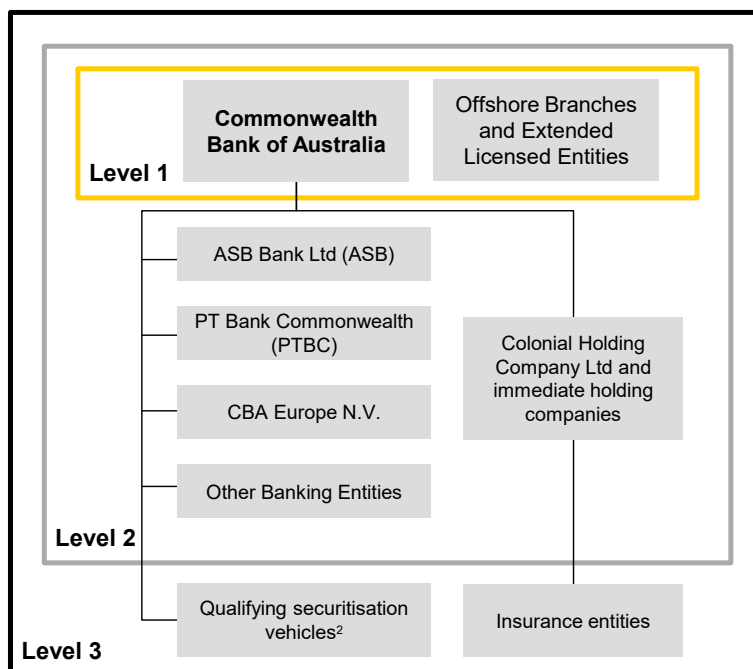 Commonwealth
Bank of Australia
Offshore Branches
and Extended
Licensed Entities
Level 1
ASB Bank Ltd (ASB)
PT Bank Commonwealth
(PTBC)
Colonial Holding
Company Ltd and
immediate holding
companies
CBA Europe N.V.
Other Banking Entities
Level 2
Qualifying securitisation
vehicles²
Insurance entities
Level 3